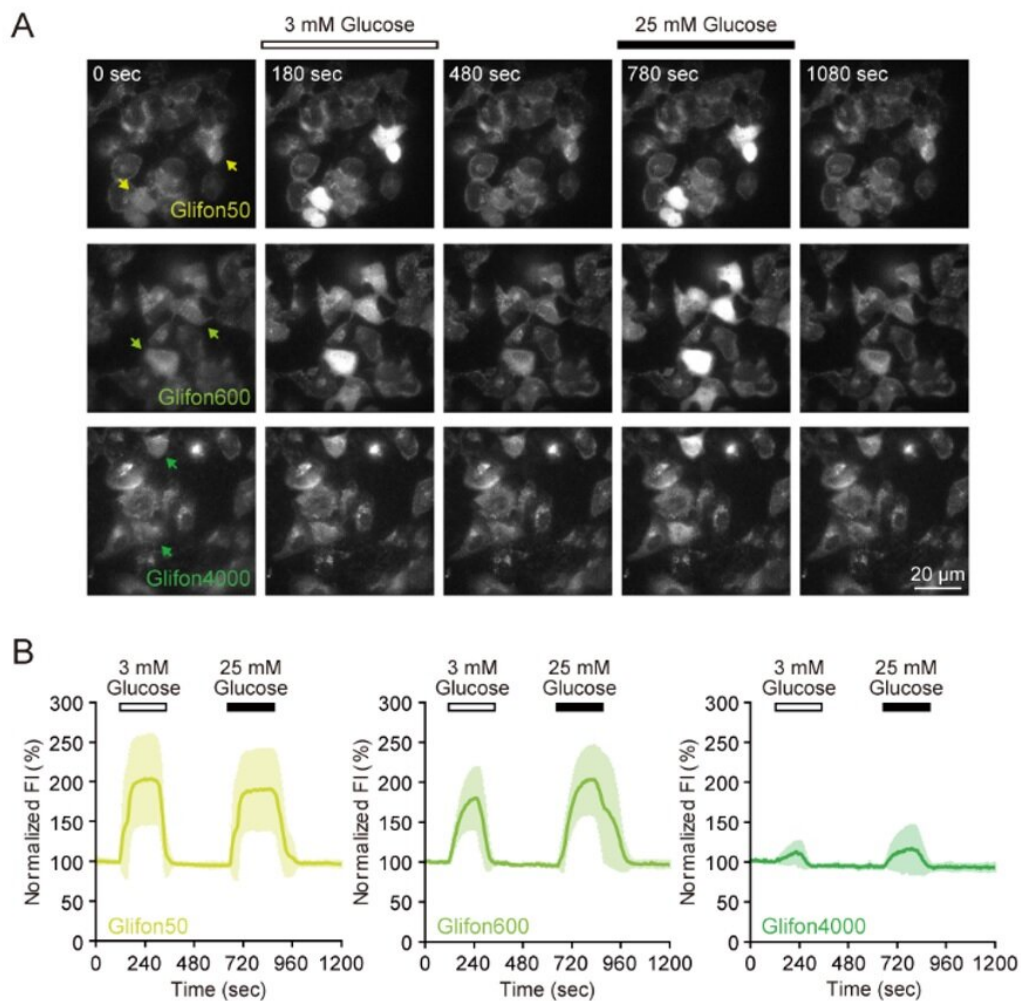 A
3 mM Glucose
25 mM Glucose
0 sec
180 sec
480 sec
780 sec
1080 sec
Glifon50
Glifon600
Glifon4000
20 µm
B
3 mM
Glucose
25 mM
Glucose
300
250
200
150
100
50
0
Normalized FI (%)
Glifon50
0 240 480 720 960 1200
Time (sec)
3 mM
Glucose
25 mM
Glucose
300
250
200
150
100
50
0
Normalized FI (%)
Glifon600
0 240 480 720 960 1200
Time (sec)
3 mM
Glucose
25 mM
Glucose
300
250
200
150
100
50
0
Normalized FI (%)
Glifon4000
0 240 480 720 960 1200
Time (sec)